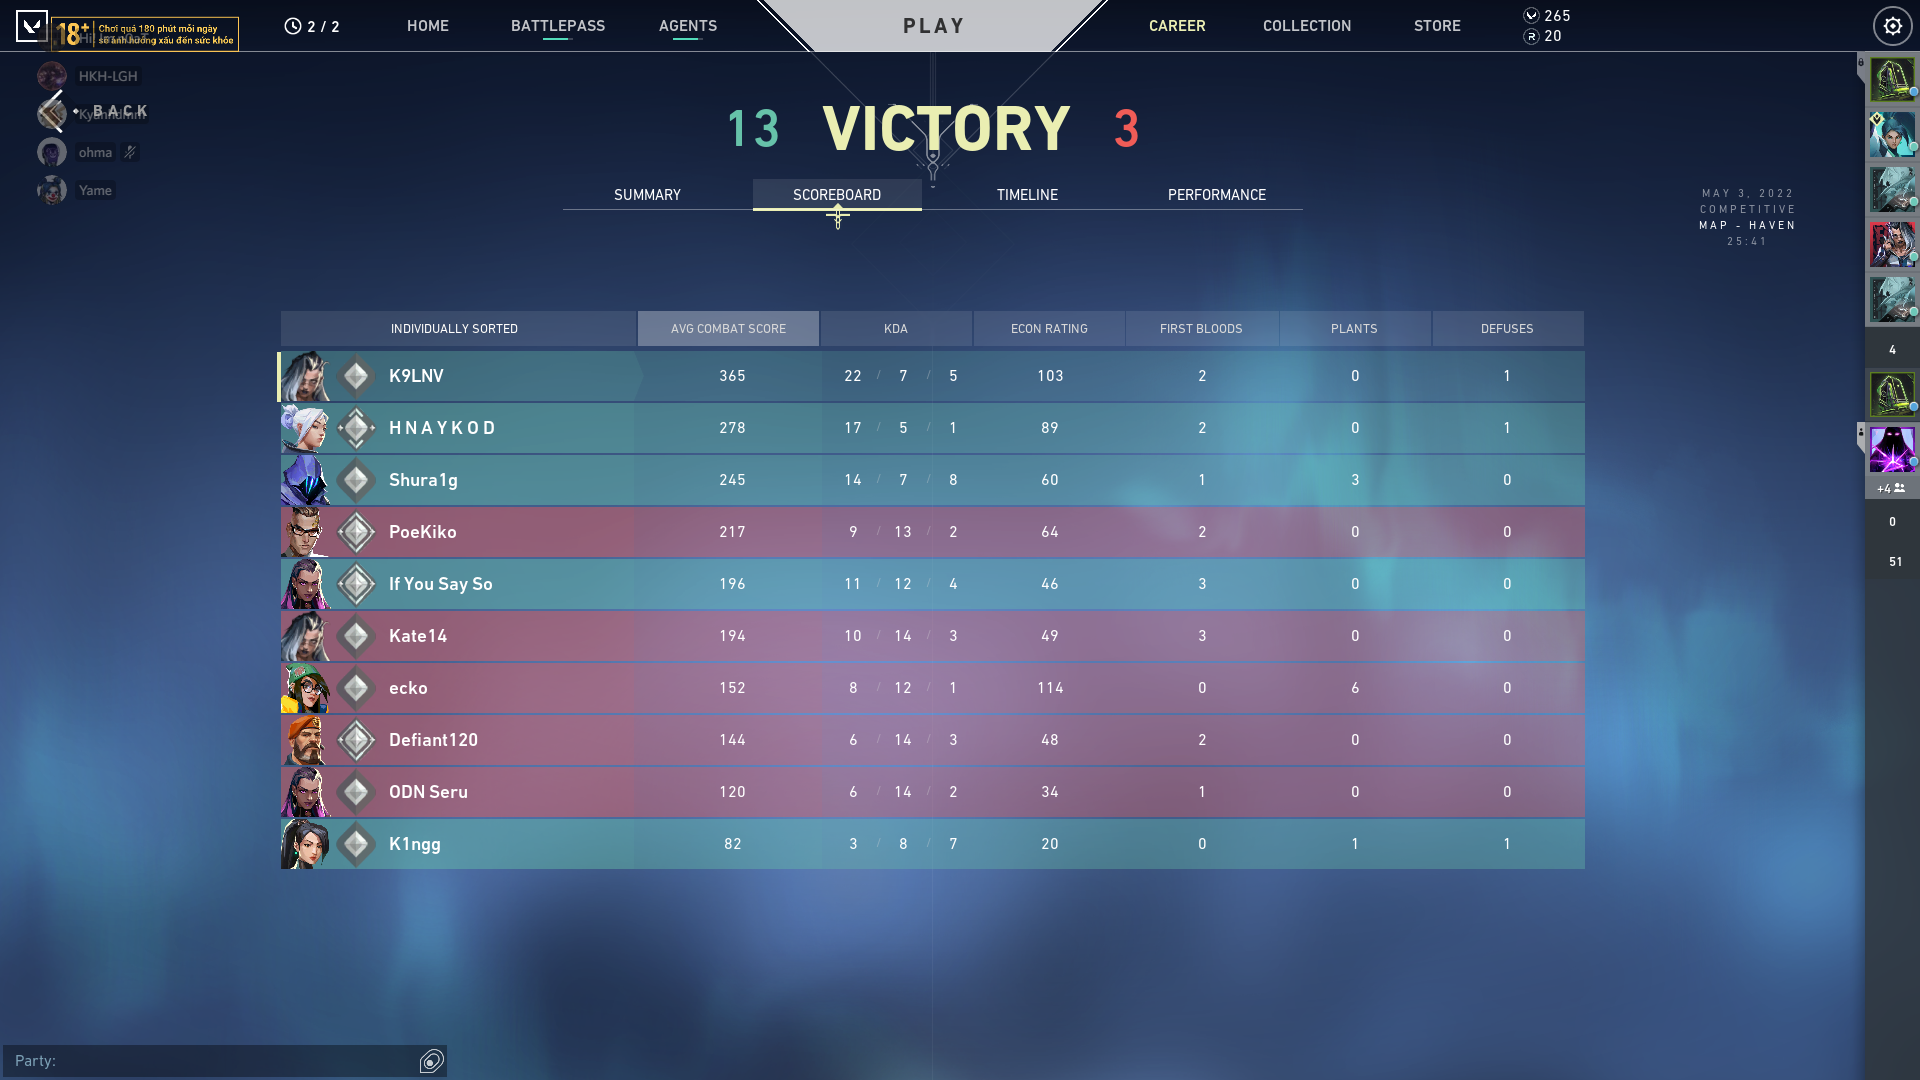 18+
Chơi quá 180 phút mỗi ngày
sẽ ảnh hưởng xấu đến sức khỏe
2 / 2
HOME
BATTLEPASS
AGENTS
PLAY
CAREER
COLLECTION
STORE
265
20
HKH-LGH
BACK
ohma
Yame
13 VICTORY 3
SUMMARY SCOREBOARD TIMELINE PERFORMANCE
MAY 3, 2022
COMPETITIVE
MAP - HAVEN
25:41
INDIVIDUALLY SORTED AVG COMBAT SCORE KDA ECON RATING FIRST BLOODS PLANTS DEFUSES
K9LNV 365 22 / 7 / 5 103 2 0 1
H N A Y K O D 278 17 / 5 / 1 89 2 0 1
Shura1g 245 14 / 7 / 8 60 1 3 0
PoeKiko 217 9 / 13 / 2 64 2 0 0
If You Say So 196 11 / 12 / 4 46 3 0 0
Kate14 194 10 / 14 / 3 49 3 0 0
ecko 152 8 / 12 / 1 114 0 6 0
Defiant120 144 6 / 14 / 3 48 2 0 0
ODN Seru 120 6 / 14 / 2 34 1 0 0
K1ngg 82 3 / 8 / 7 20 0 1 1
4
+4
0
51
Party: